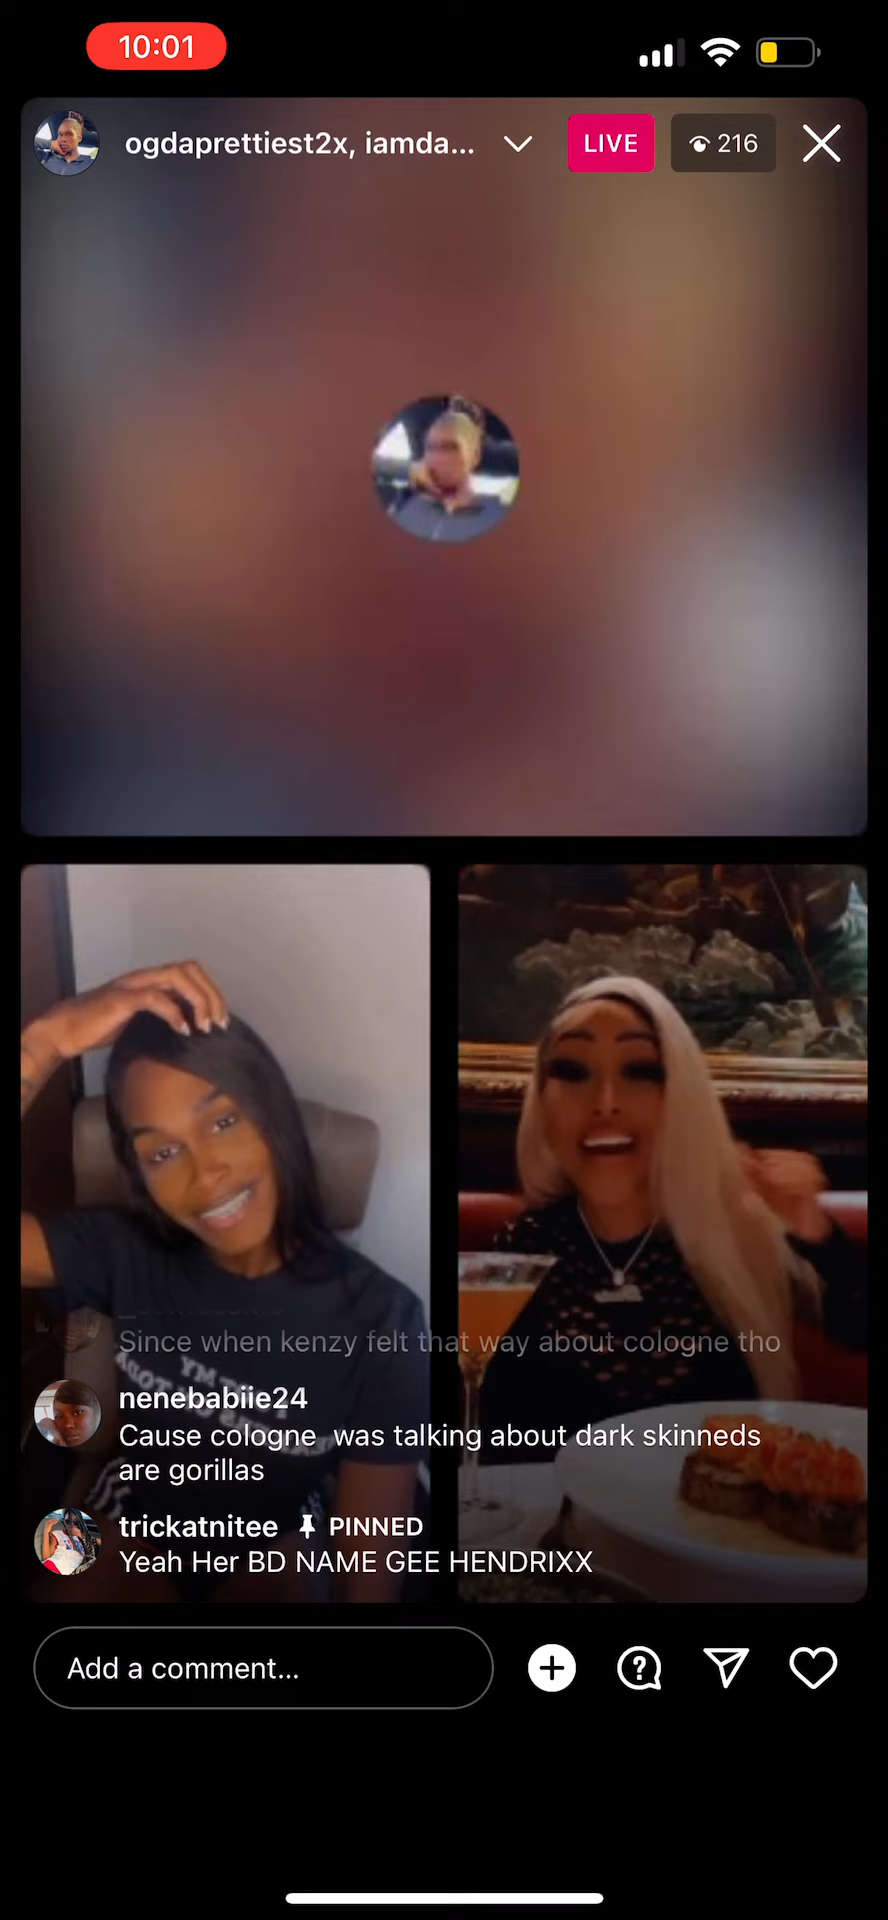 10:01
ogdaprettiest2x, iamda...
LIVE
216
Since when kenzy felt that way about cologne tho
nenebabiie24
Cause cologne was talking about dark skinneds
are gorillas
trickatnitee PINNED
Yeah Her BD NAME GEE HENDRIXX
Add a comment...